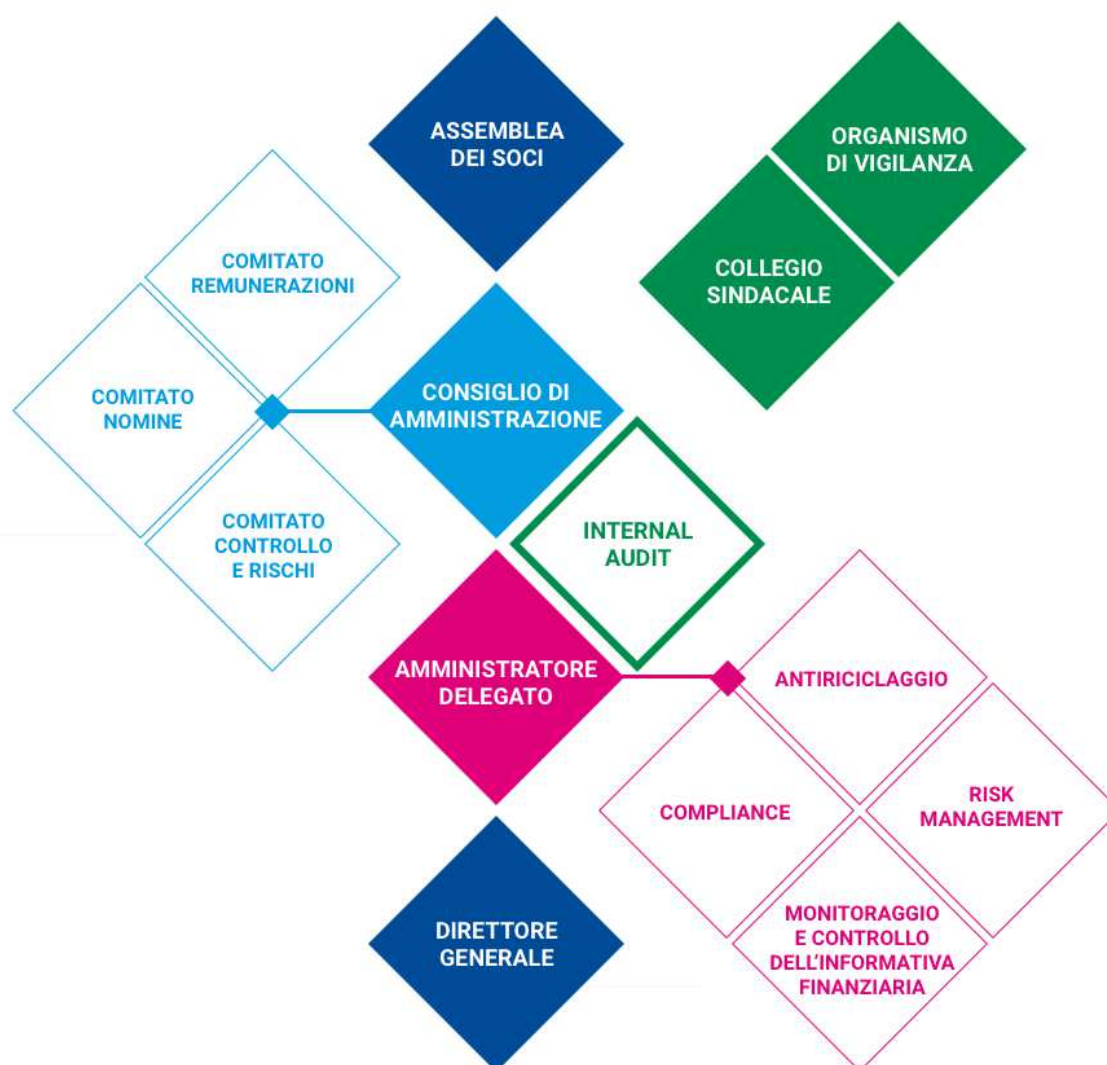 ASSEMBLEA
DEI SOCI
ORGANISMO
DI VIGILANZA
COLLEGIO
SINDACALE
COMITATO
REMUNERAZIONI
COMITATO
NOMINE
CONSIGLIO DI
AMMINISTRAZIONE
COMITATO
CONTROLLO
E RISCHI
INTERNAL
AUDIT
AMMINISTRATORE
DELEGATO
ANTIRICICLAGGIO
COMPLIANCE
RISK
MANAGEMENT
DIRETTORE
GENERALE
MONITORAGGIO
E CONTROLLO
DELL'INFORMATIVA
FINANZIARIA